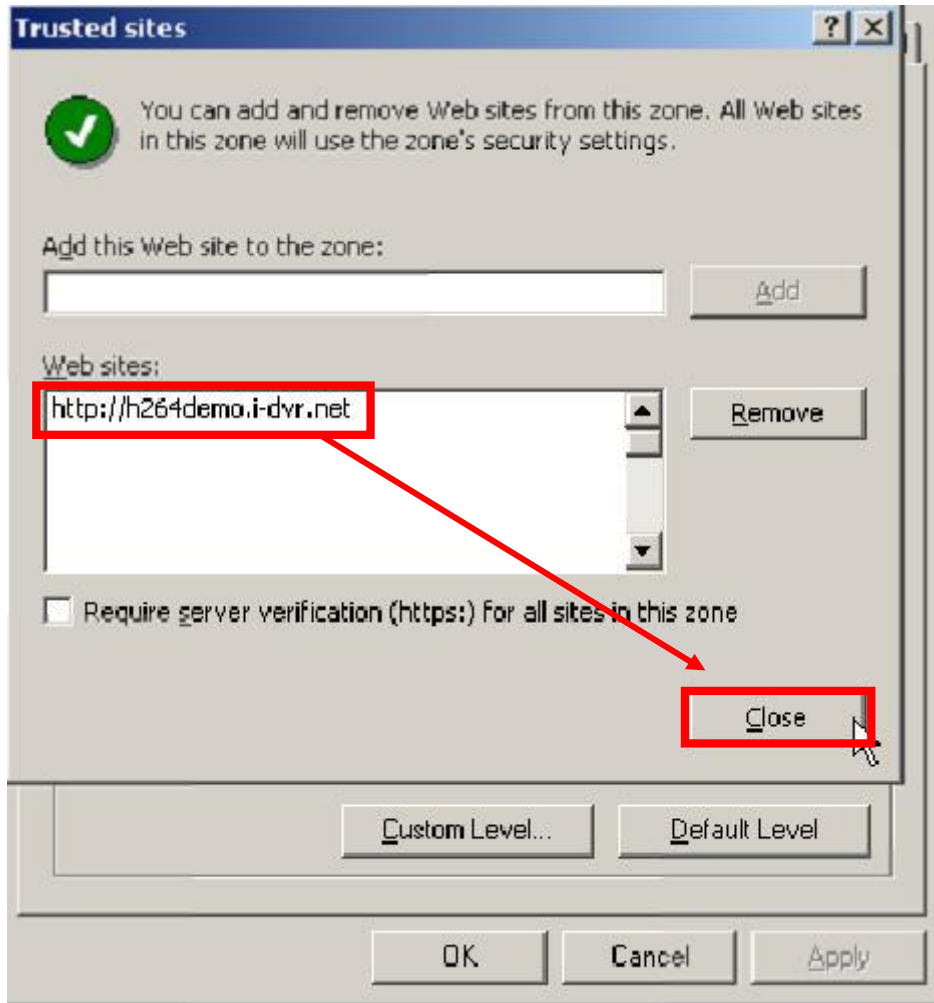 Trusted sites
You can add and remove Web sites from this zone. All Web sites
in this zone will use the zone's security settings.
Add this Web site to the zone:
Add
Web sites:
http://h264demo.i-dvr.net
Remove
Require server verification (https:) for all sites in this zone
Close
Custom Level...
Default Level
OK
Cancel
Apply